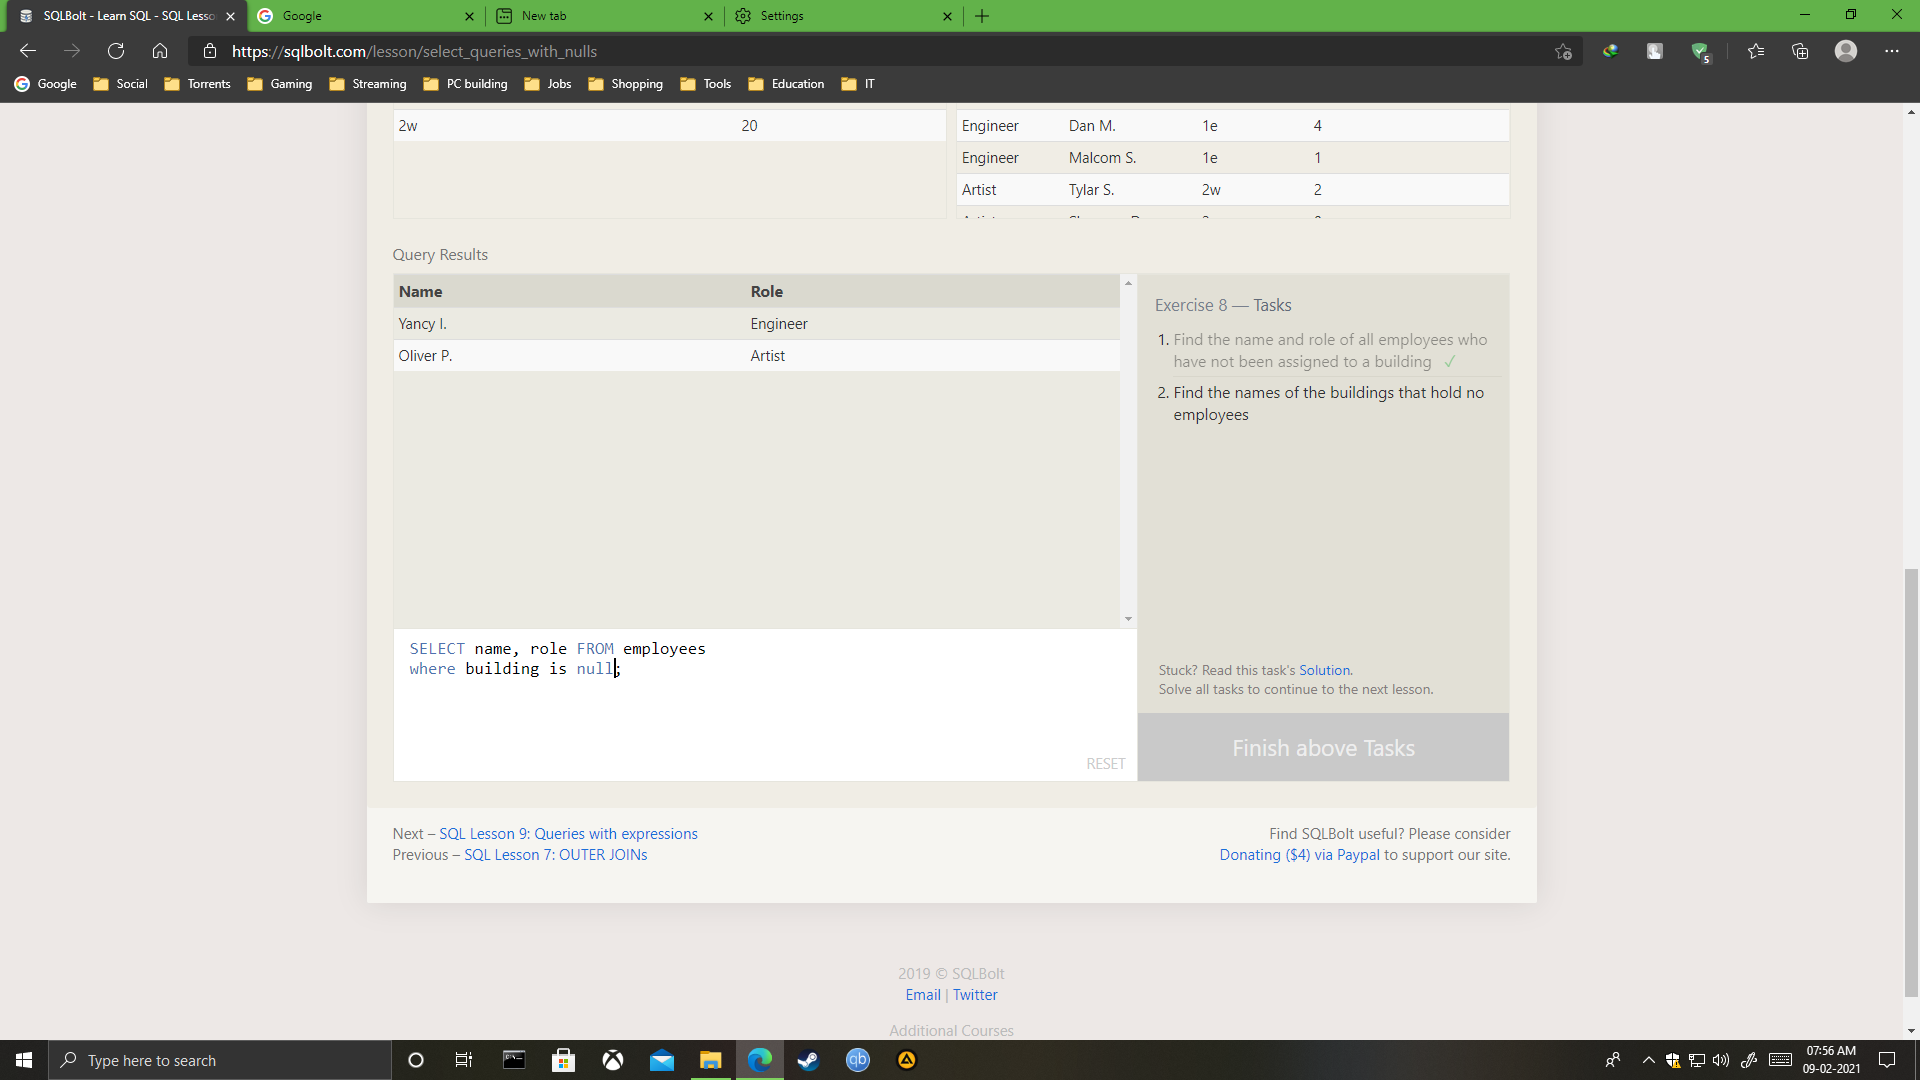 SQLBolt - Learn SQL - SQL Lesso
Google
New tab
Settings
https://sqlbolt.com/lesson/select_queries_with_nulls
5
Google
Social
Torrents
Gaming
Streaming
PC building
Jobs
Shopping
Tools
Education
IT
2w 20
Engineer Dan M. 1e 4
Engineer Malcom S. 1e 1
Artist Tylar S. 2w 2
Query Results
Name Role
Yancy I. Engineer
Oliver P. Artist
Exercise 8 — Tasks
1. Find the name and role of all employees who
have not been assigned to a building ✓
2. Find the names of the buildings that hold no
employees
SELECT name, role FROM employees
where building is null;
RESET
Stuck? Read this task's Solution.
Solve all tasks to continue to the next lesson.
Finish above Tasks
Next – SQL Lesson 9: Queries with expressions
Previous – SQL Lesson 7: OUTER JOINs
Find SQLBolt useful? Please consider
Donating ($4) via Paypal to support our site.
2019 © SQLBolt
Email | Twitter
Additional Courses
Type here to search
qb
07:56 AM
09-02-2021